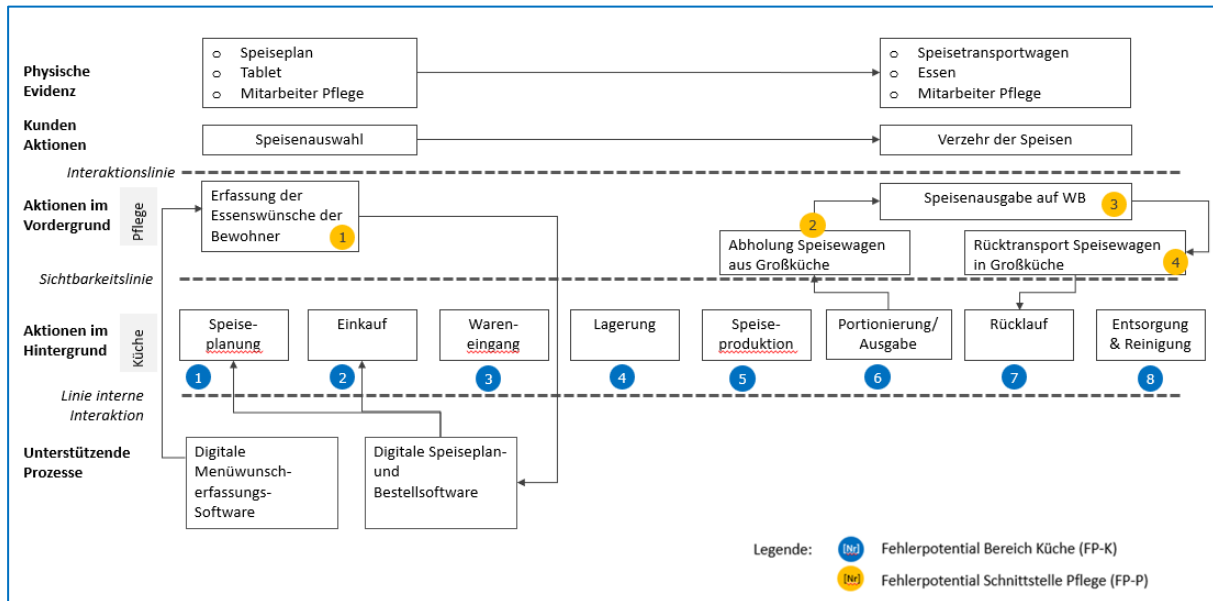 Physische
Evidenz
o Speiseplan
o Tablet
o Mitarbeiter Pflege
o Speisetransportwagen
o Essen
o Mitarbeiter Pflege
Kunden
Aktionen
Speisenauswahl
Verzehr der Speisen
Interaktionslinie
Aktionen im
Vordergrund
Pflege
Erfassung der
Essenswünsche der
Bewohner
1
Speisenausgabe auf WB
3
2
Abholung Speisewagen
aus Großküche
Rücktransport Speisewagen
in Großküche
4
Sichtbarkeitslinie
Aktionen im
Hintergrund
Küche
Speise-
planung
1
Einkauf
2
Waren-
eingang
3
Lagerung
4
Speise-
produktion
5
Portionierung/
Ausgabe
6
Rücklauf
7
Entsorgung
& Reinigung
8
Linie interne
Interaktion
Unterstützende
Prozesse
Digitale
Menüwunsch-
erfassungs-
Software
Digitale Speiseplan-
und
Bestellsoftware
Legende:
[Nr] Fehlerpotential Bereich Küche (FP-K)
[Nr] Fehlerpotential Schnittstelle Pflege (FP-P)